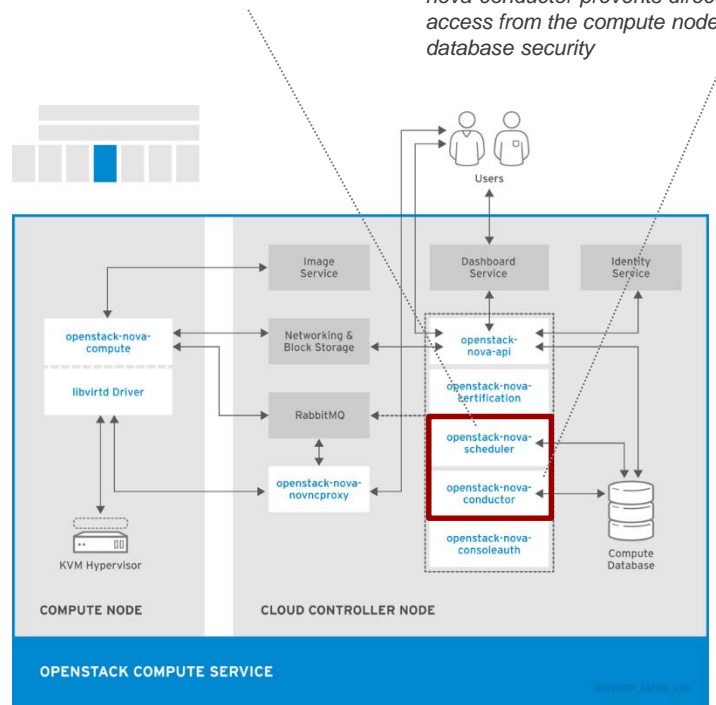 nova-conductor prevents direct
access from the compute node
database security
Users
Image
Service
Dashboard
Service
Identity
Service
openstack-nova-
compute
Networking &
Block Storage
openstack-
nova-api
libvirtd Driver
openstack-nova-
certification
RabbitMQ
openstack-nova-
scheduler
openstack-nova-
novncproxy
openstack-nova-
conductor
openstack-nova-
consoleauth
KVM Hypervisor
Compute
Database
COMPUTE NODE
CLOUD CONTROLLER NODE
OPENSTACK COMPUTE SERVICE